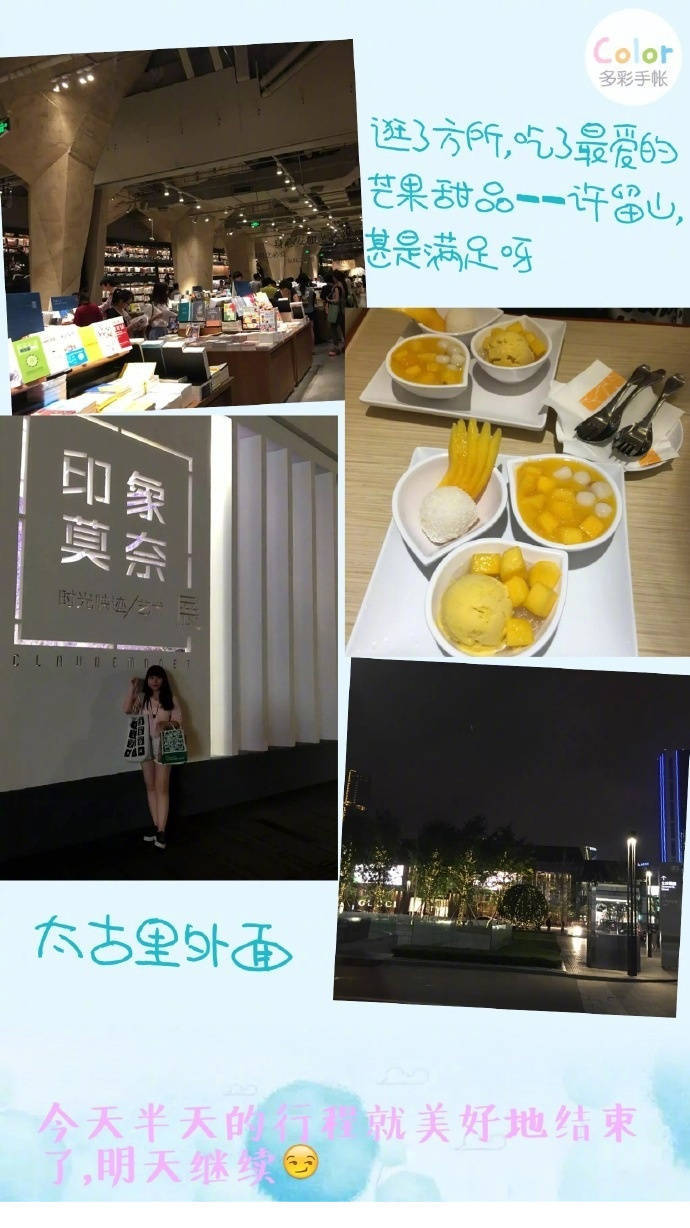 Color
多彩手帐
逛了方所,吃了最爱的
芒果甜品--许留山,
甚是满足呀
印象
莫奈
时光映迹/艺术展
CLAUDE MONET
GUCCI
太古里外面
今天半天的行程就美好地结束
了,明天继续😏